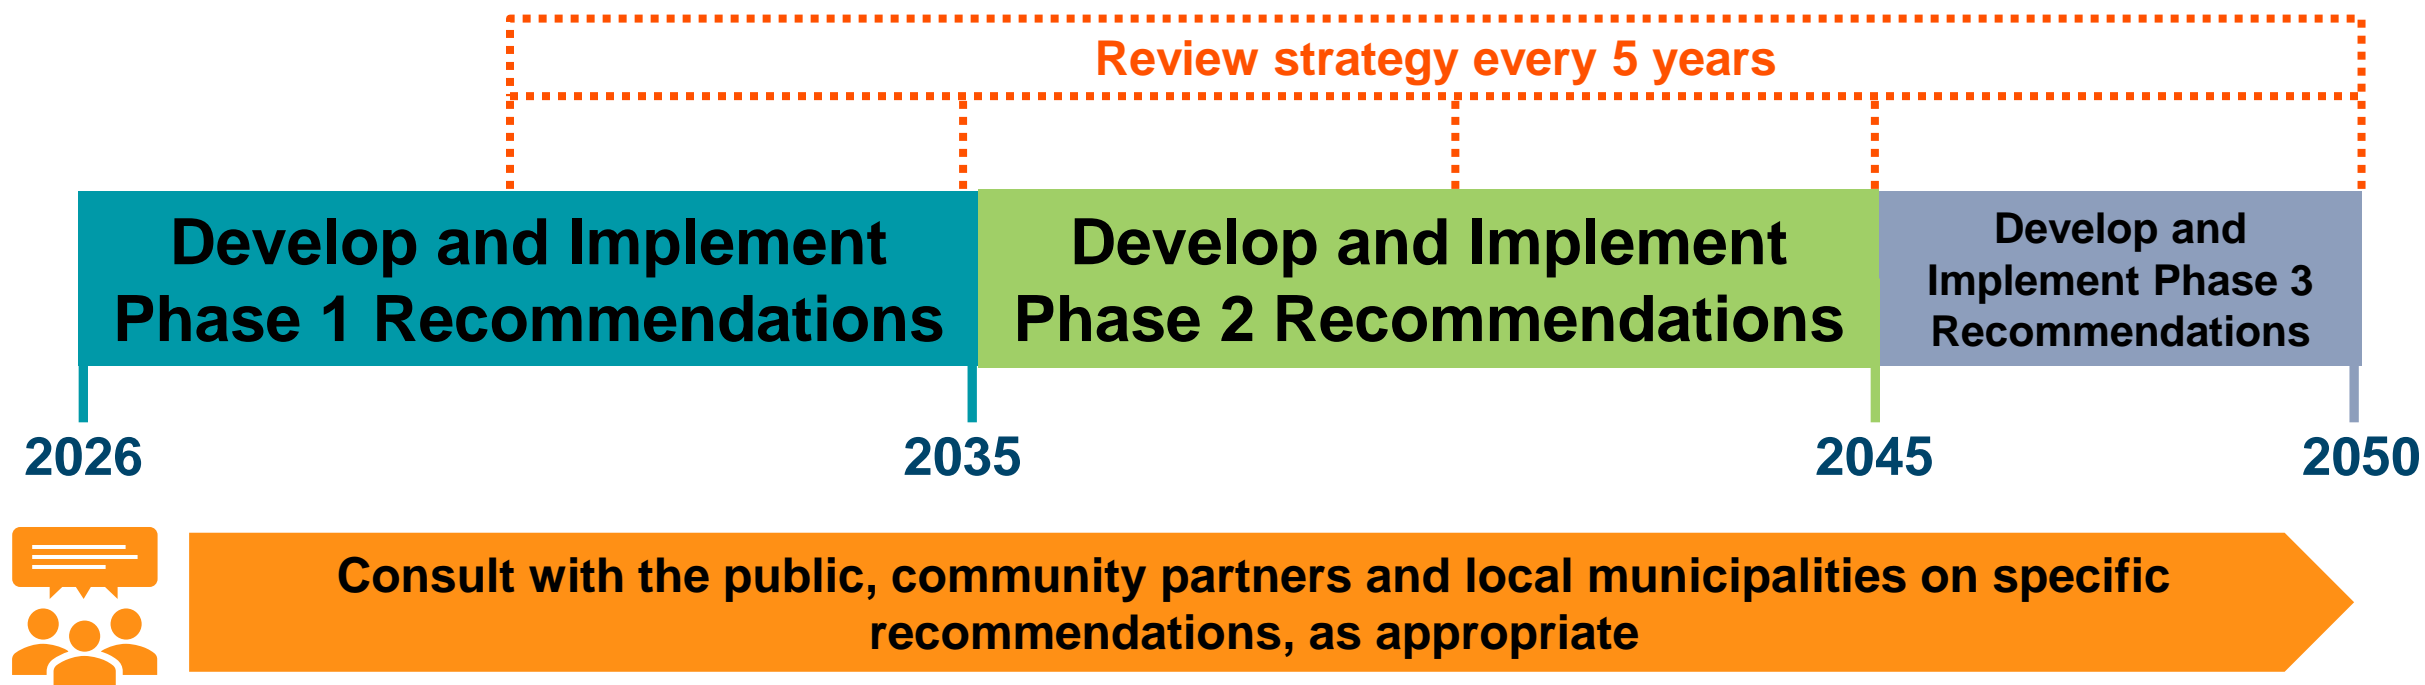 Review strategy every 5 years
Develop and Implement
Phase 1 Recommendations
Develop and Implement
Phase 2 Recommendations
Develop and
Implement Phase 3
Recommendations
2026
2035
2045
2050
Consult with the public, community partners and local municipalities on specific
recommendations, as appropriate